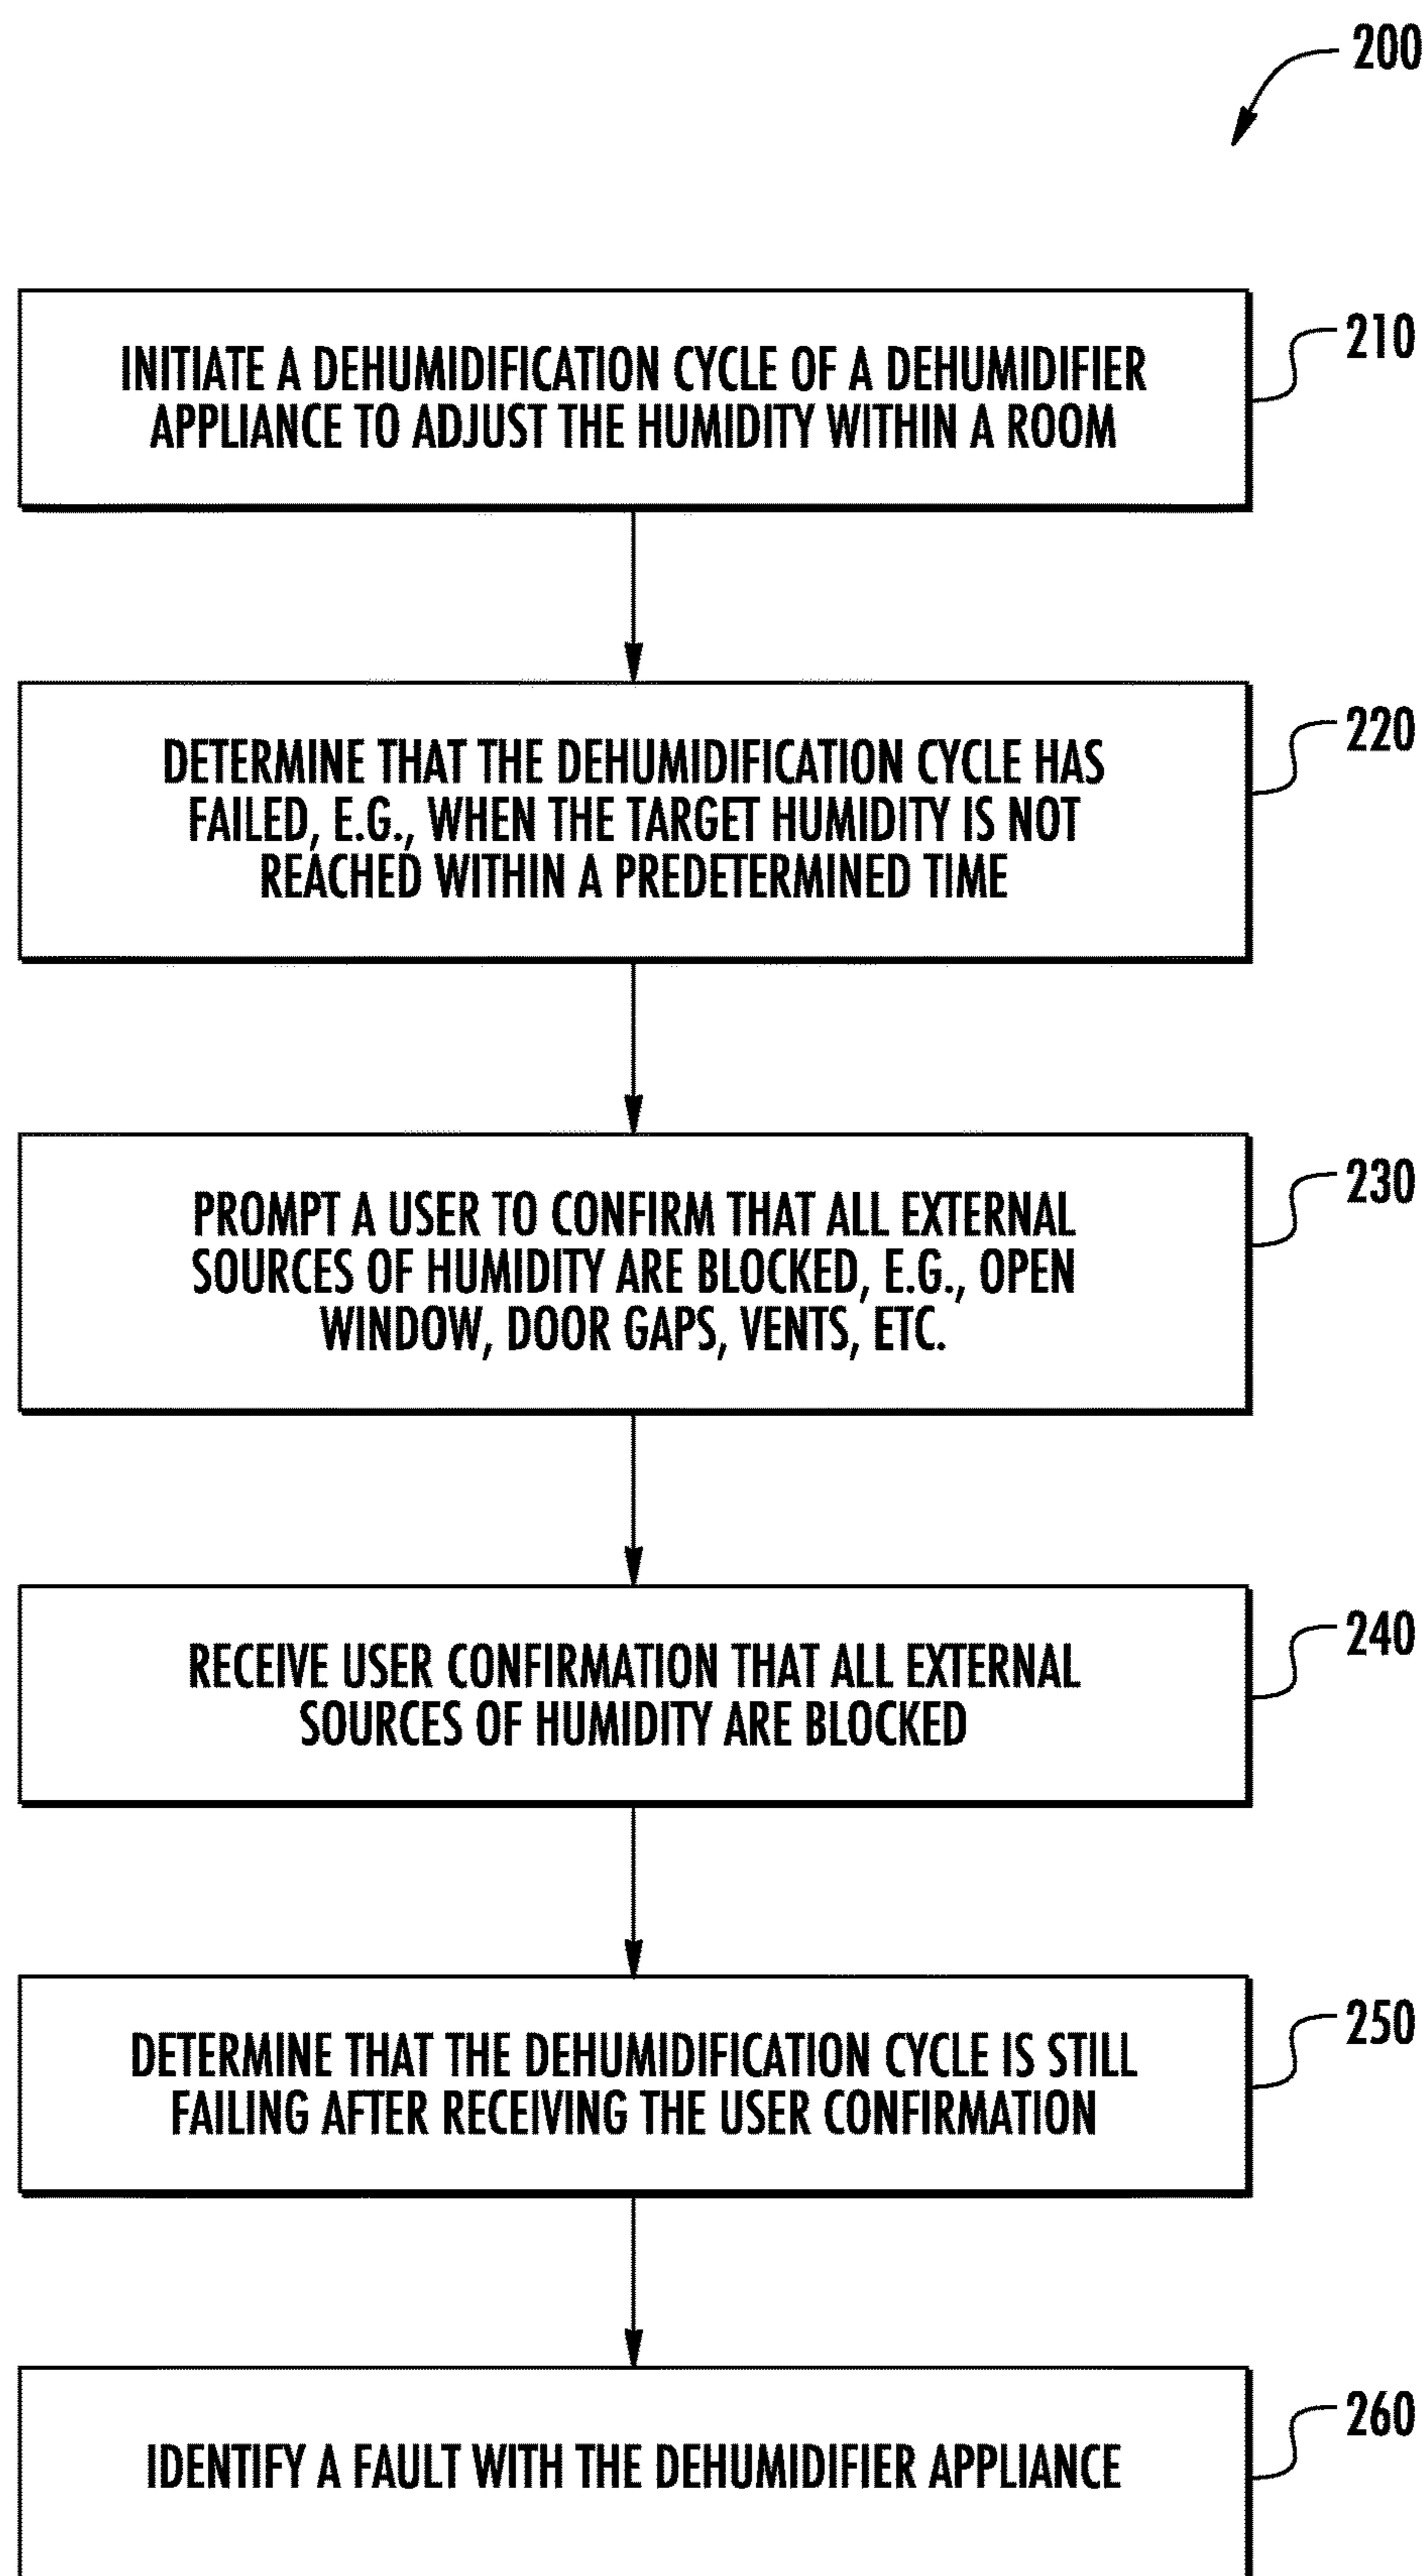 200
INITIATE A DEHUMIDIFICATION CYCLE OF A DEHUMIDIFIER
APPLIANCE TO ADJUST THE HUMIDITY WITHIN A ROOM
210
DETERMINE THAT THE DEHUMIDIFICATION CYCLE HAS
FAILED, E.G., WHEN THE TARGET HUMIDITY IS NOT
REACHED WITHIN A PREDETERMINED TIME
220
PROMPT A USER TO CONFIRM THAT ALL EXTERNAL
SOURCES OF HUMIDITY ARE BLOCKED, E.G., OPEN
WINDOW, DOOR GAPS, VENTS, ETC.
230
RECEIVE USER CONFIRMATION THAT ALL EXTERNAL
SOURCES OF HUMIDITY ARE BLOCKED
240
DETERMINE THAT THE DEHUMIDIFICATION CYCLE IS STILL
FAILING AFTER RECEIVING THE USER CONFIRMATION
250
IDENTIFY A FAULT WITH THE DEHUMIDIFIER APPLIANCE
260